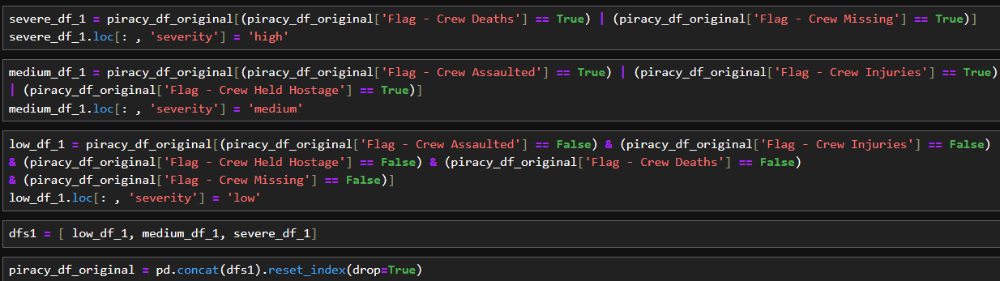 severe_df_1 = piracy_df_original[(piracy_df_original['Flag - Crew Deaths'] == True) | (piracy_df_original['Flag - Crew Missing'] == True)]
severe_df_1.loc[: , 'severity'] = 'high'
medium_df_1 = piracy_df_original[(piracy_df_original['Flag - Crew Assaulted'] == True) | (piracy_df_original['Flag - Crew Injuries'] == True)
| (piracy_df_original['Flag - Crew Held Hostage'] == True)]
medium_df_1.loc[: , 'severity'] = 'medium'
low_df_1 = piracy_df_original[(piracy_df_original['Flag - Crew Assaulted'] == False) & (piracy_df_original['Flag - Crew Injuries'] == False)
& (piracy_df_original['Flag - Crew Held Hostage'] == False) & (piracy_df_original['Flag - Crew Deaths'] == False)
& (piracy_df_original['Flag - Crew Missing'] == False)]
low_df_1.loc[: , 'severity'] = 'low'
dfs1 = [ low_df_1, medium_df_1, severe_df_1]
piracy_df_original = pd.concat(dfs1).reset_index(drop=True)